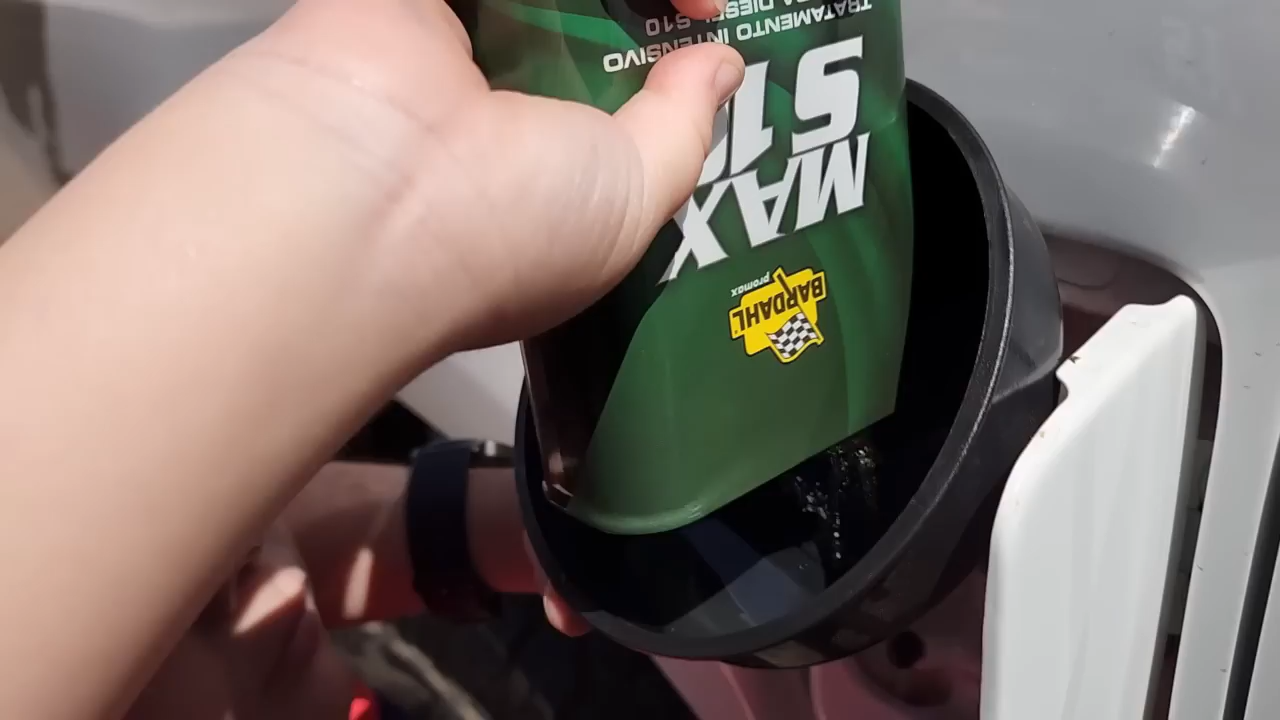 BARDAHL
promax
MAX
S10
TRATAMENTO INTENSIVO
DIESEL S10